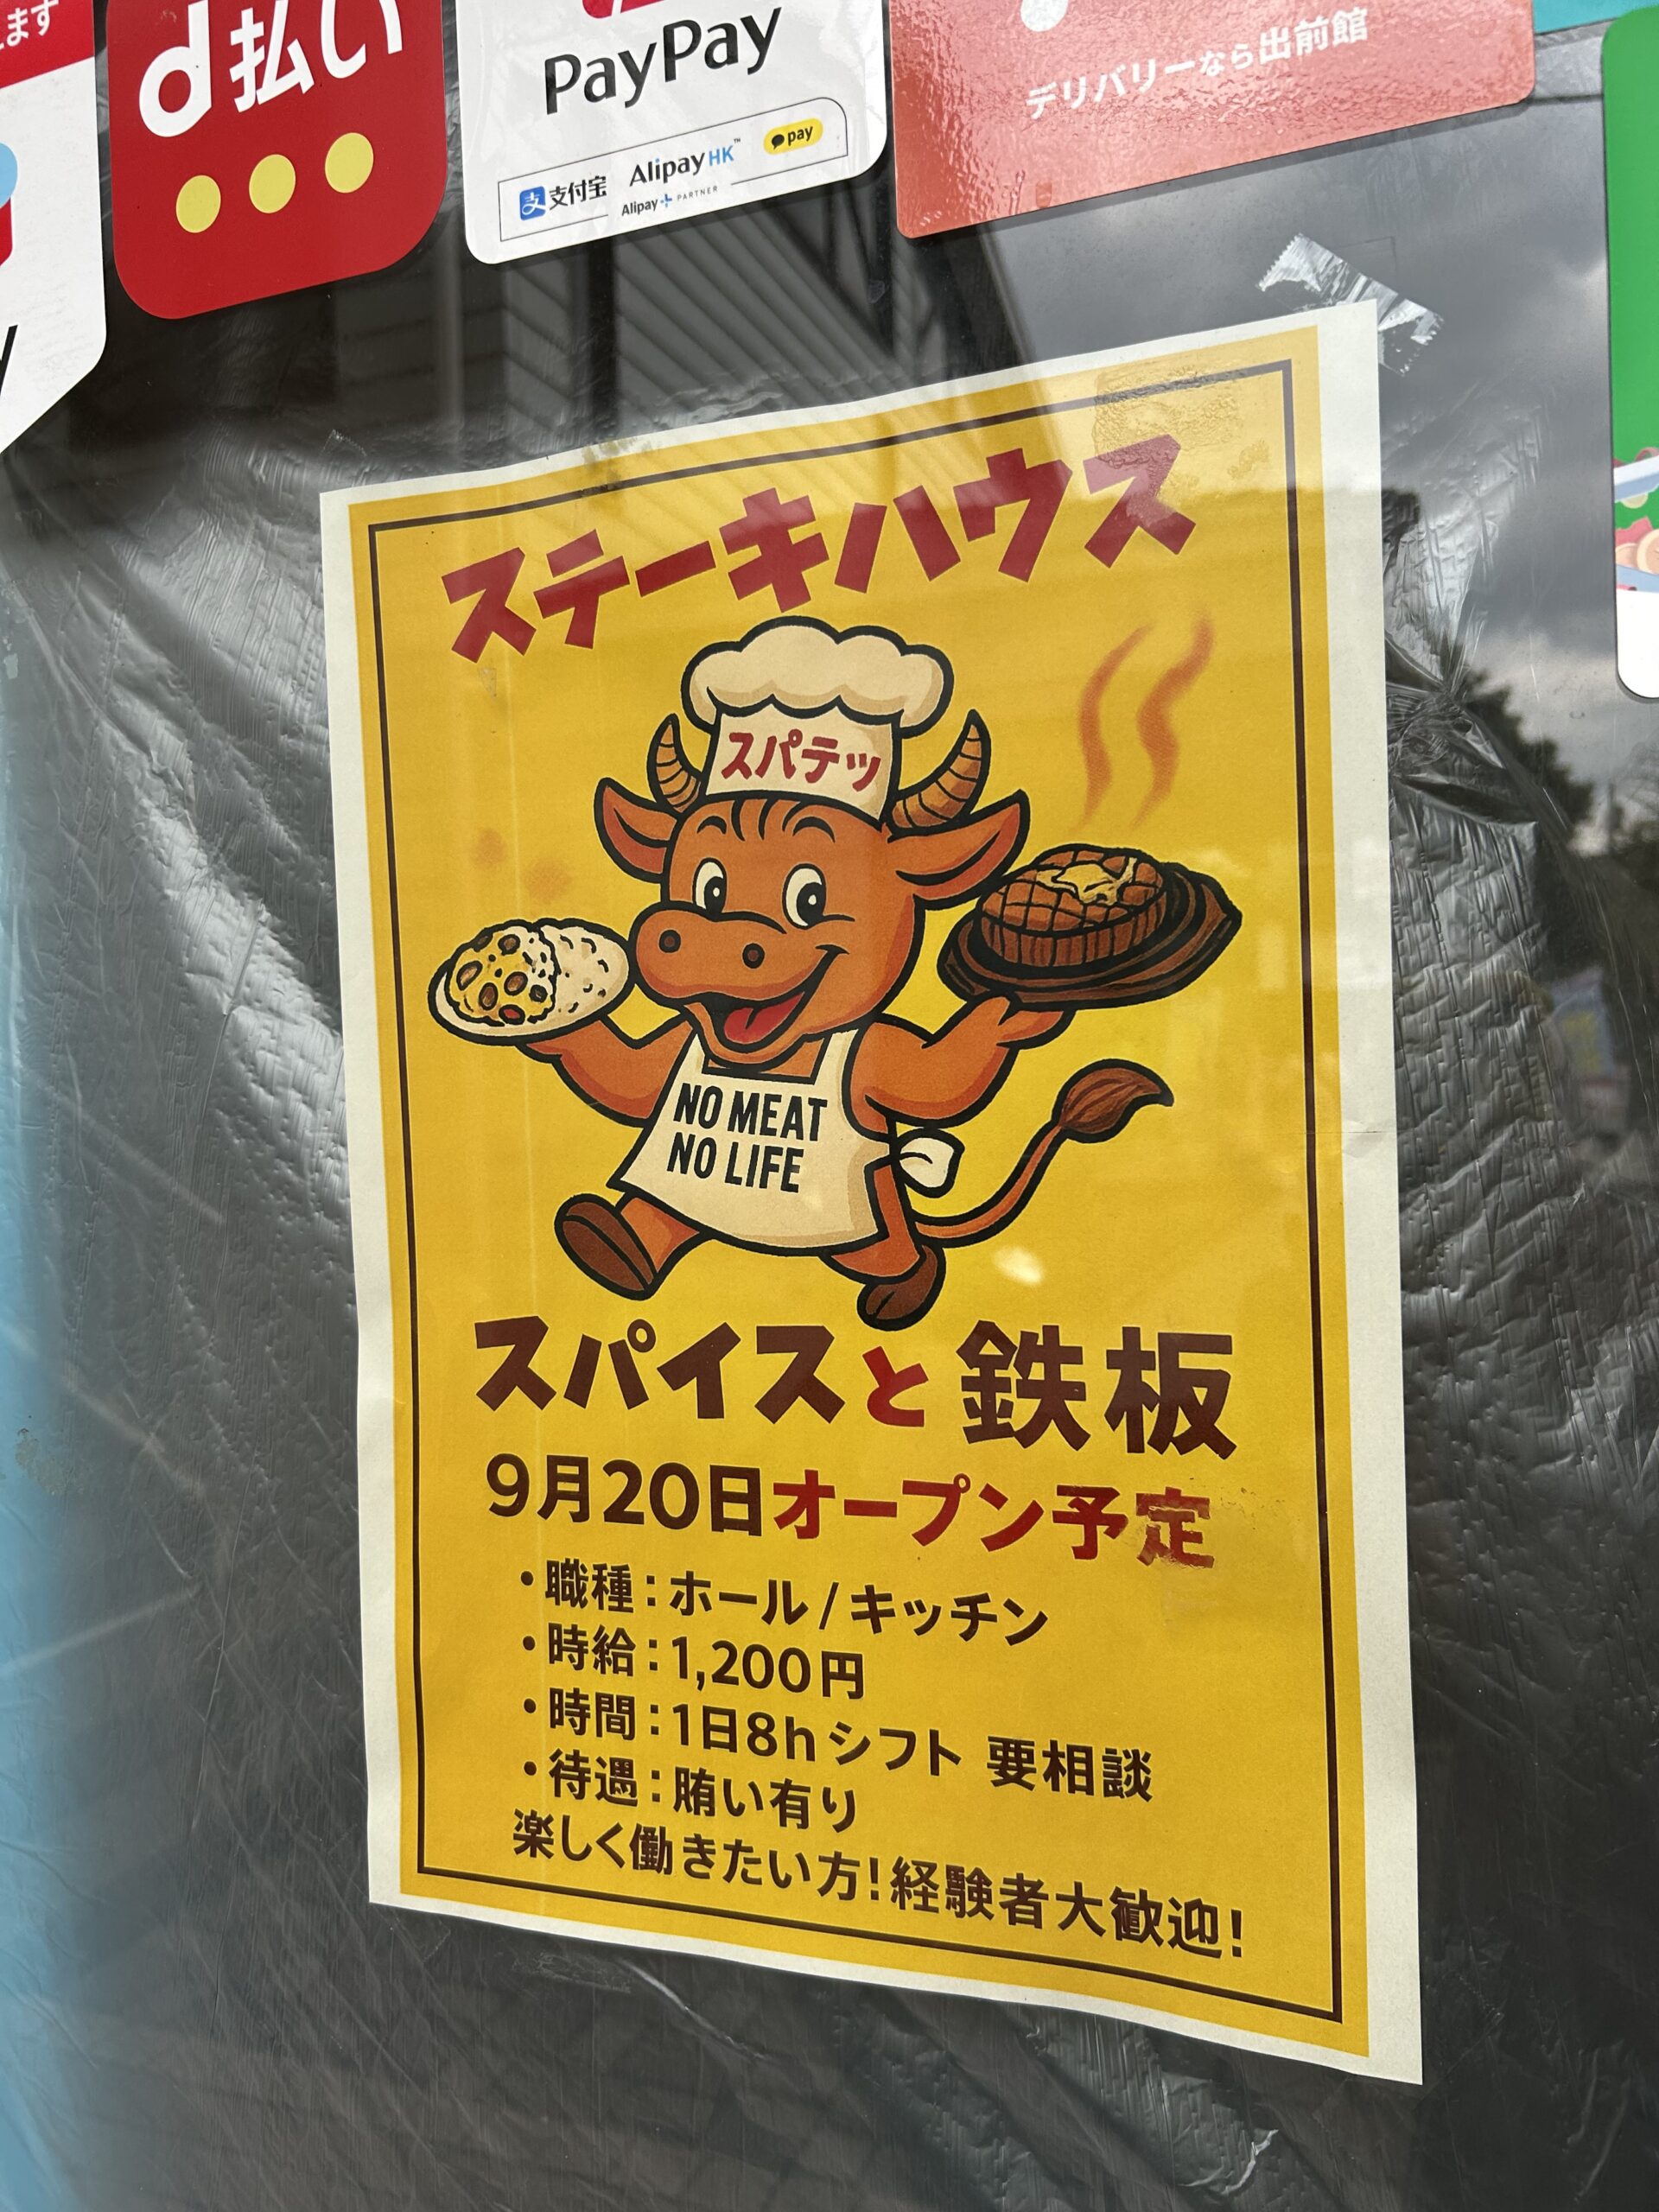 ます
d払い
PayPay
支付宝 AlipayHK™ pay
Alipay+ PARTNER
デリバリーなら出前館
ステーキハウス
スパテッ
NO MEAT
NO LIFE
スパイスと鉄板
9月20日オープン予定
・職種：ホール/キッチン
・時給：1,200円
・時間：1日8hシフト 要相談
・待遇：賄い有り
楽しく働きたい方！経験者大歓迎！